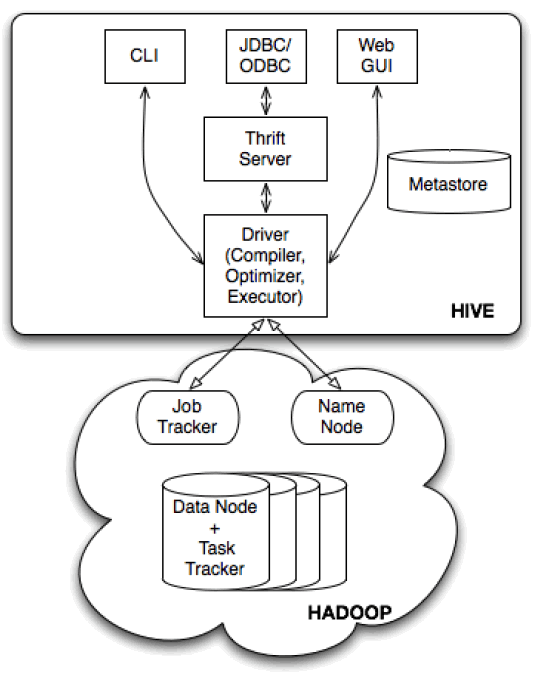 CLI
JDBC/
ODBC
Web
GUI
Thrift
Server
Metastore
Driver
(Compiler,
Optimizer,
Executor)
HIVE
Job
Tracker
Name
Node
Data Node
+
Task
Tracker
HADOOP